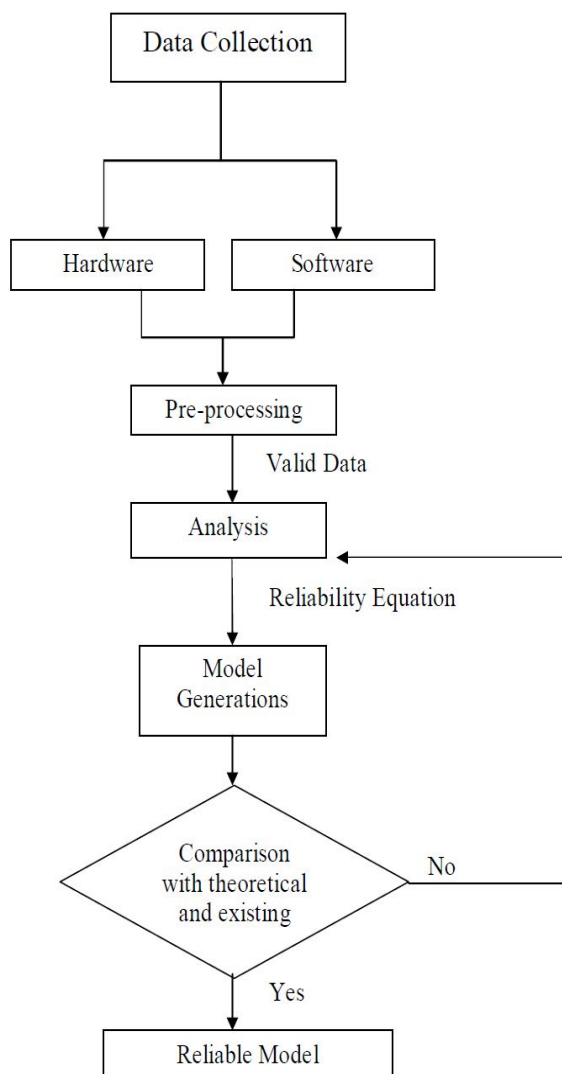 Data Collection
Hardware
Software
Pre-processing
Valid Data
Analysis
Reliability Equation
Model
Generations
Comparison
with theoretical
and existing
No
Yes
Reliable Model